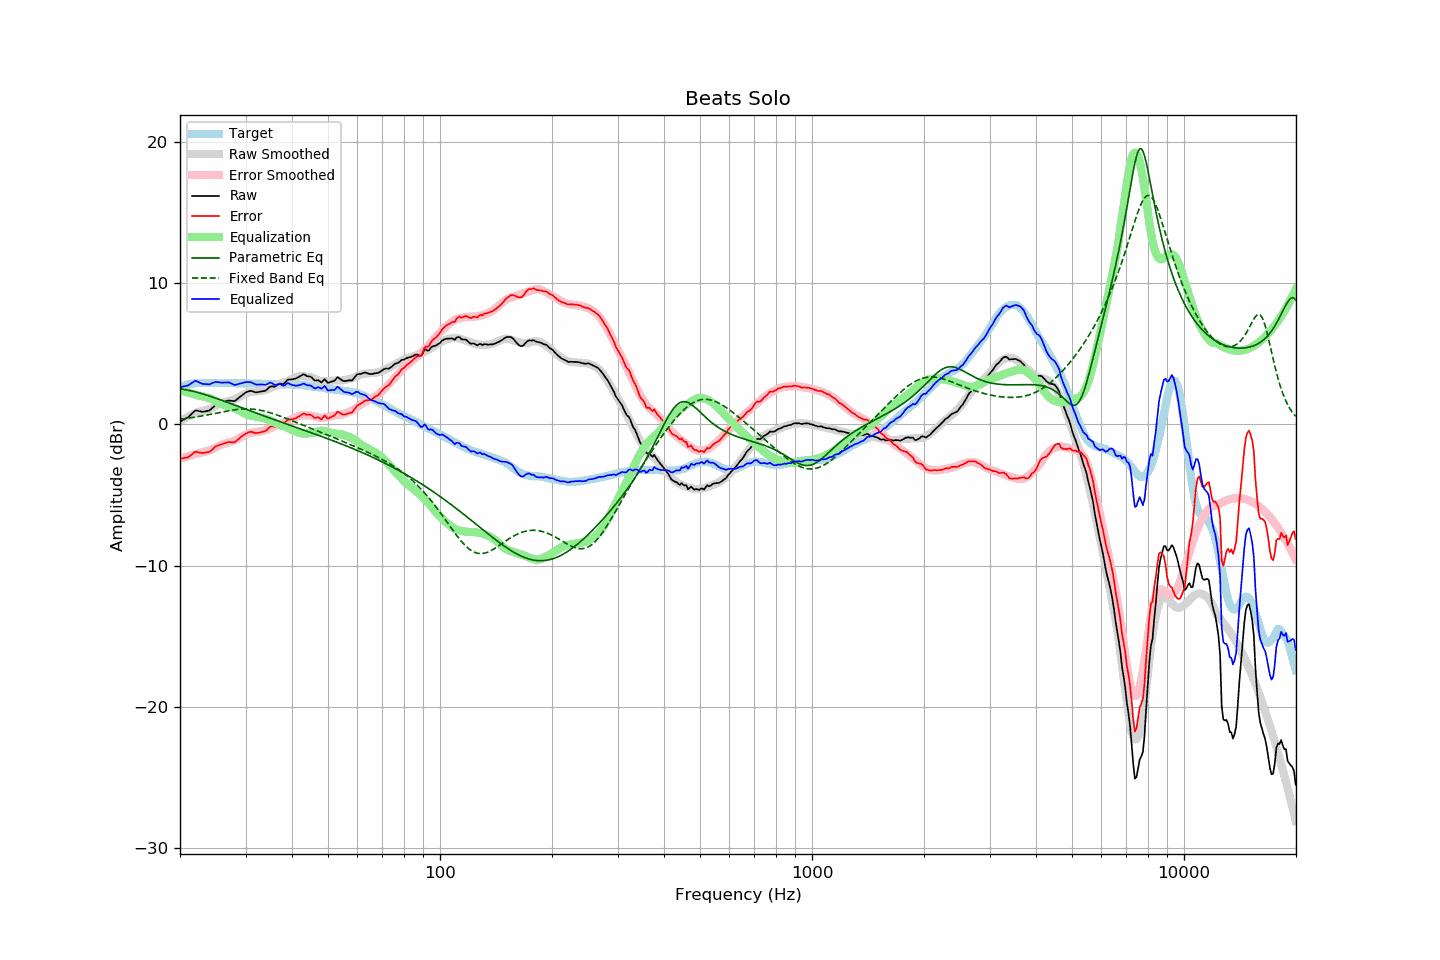 Beats Solo
Target
Raw Smoothed
Error Smoothed
Raw
Error
Equalization
Parametric Eq
Fixed Band Eq
Equalized
20
10
0
−10
−20
−30
Amplitude (dBr)
100
1000
10000
Frequency (Hz)